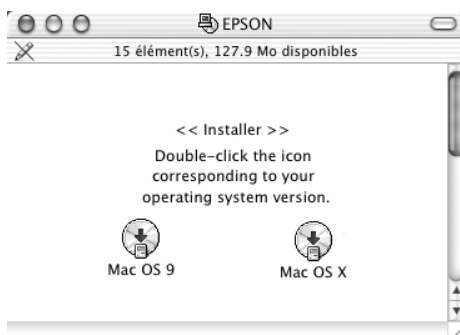 EPSON
15 élément(s), 127.9 Mo disponibles
<< Installer >>
Double-click the icon
corresponding to your
operating system version.
Mac OS 9
Mac OS X